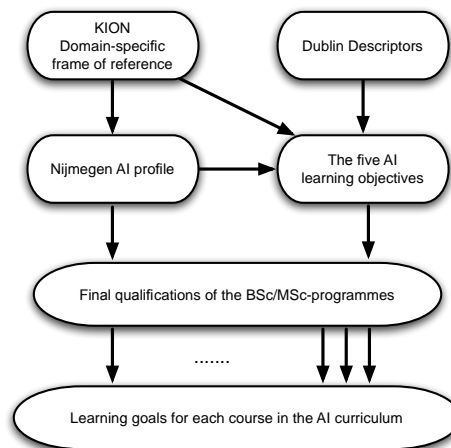 KION
Domain-specific
frame of reference
Dublin Descriptors
Nijmegen AI profile
The five AI
learning objectives
Final qualifications of the BSc/MSc-programmes
.......
Learning goals for each course in the AI curriculum